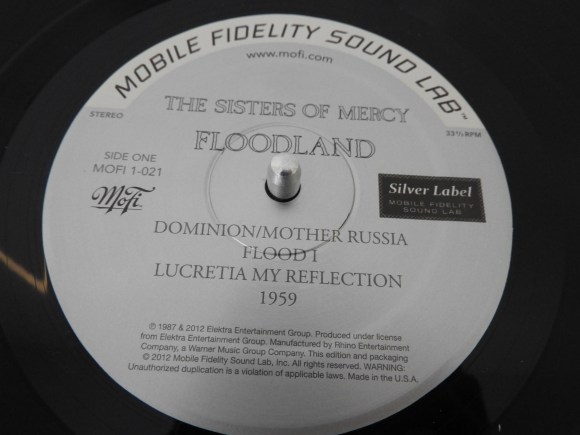 MOBILE FIDELITY SOUND LAB™
www.mofi.com
THE SISTERS OF MERCY
STEREO
33⅓ RPM
FLOODLAND
SIDE ONE
MOFI 1-021
MoFi
Silver Label
MOBILE FIDELITY
SOUND LAB
DOMINION/MOTHER RUSSIA
FLOOD I
LUCRETIA MY REFLECTION
1959
℗ 1987 & 2012 Elektra Entertainment Group. Produced under license
from Elektra Entertainment Group. Manufactured by Rhino Entertainment
Company, a Warner Music Group Company. This edition and packaging
© 2012 Mobile Fidelity Sound Lab, Inc. All rights reserved. WARNING:
Unauthorized duplication is a violation of applicable laws. Made in the U.S.A.